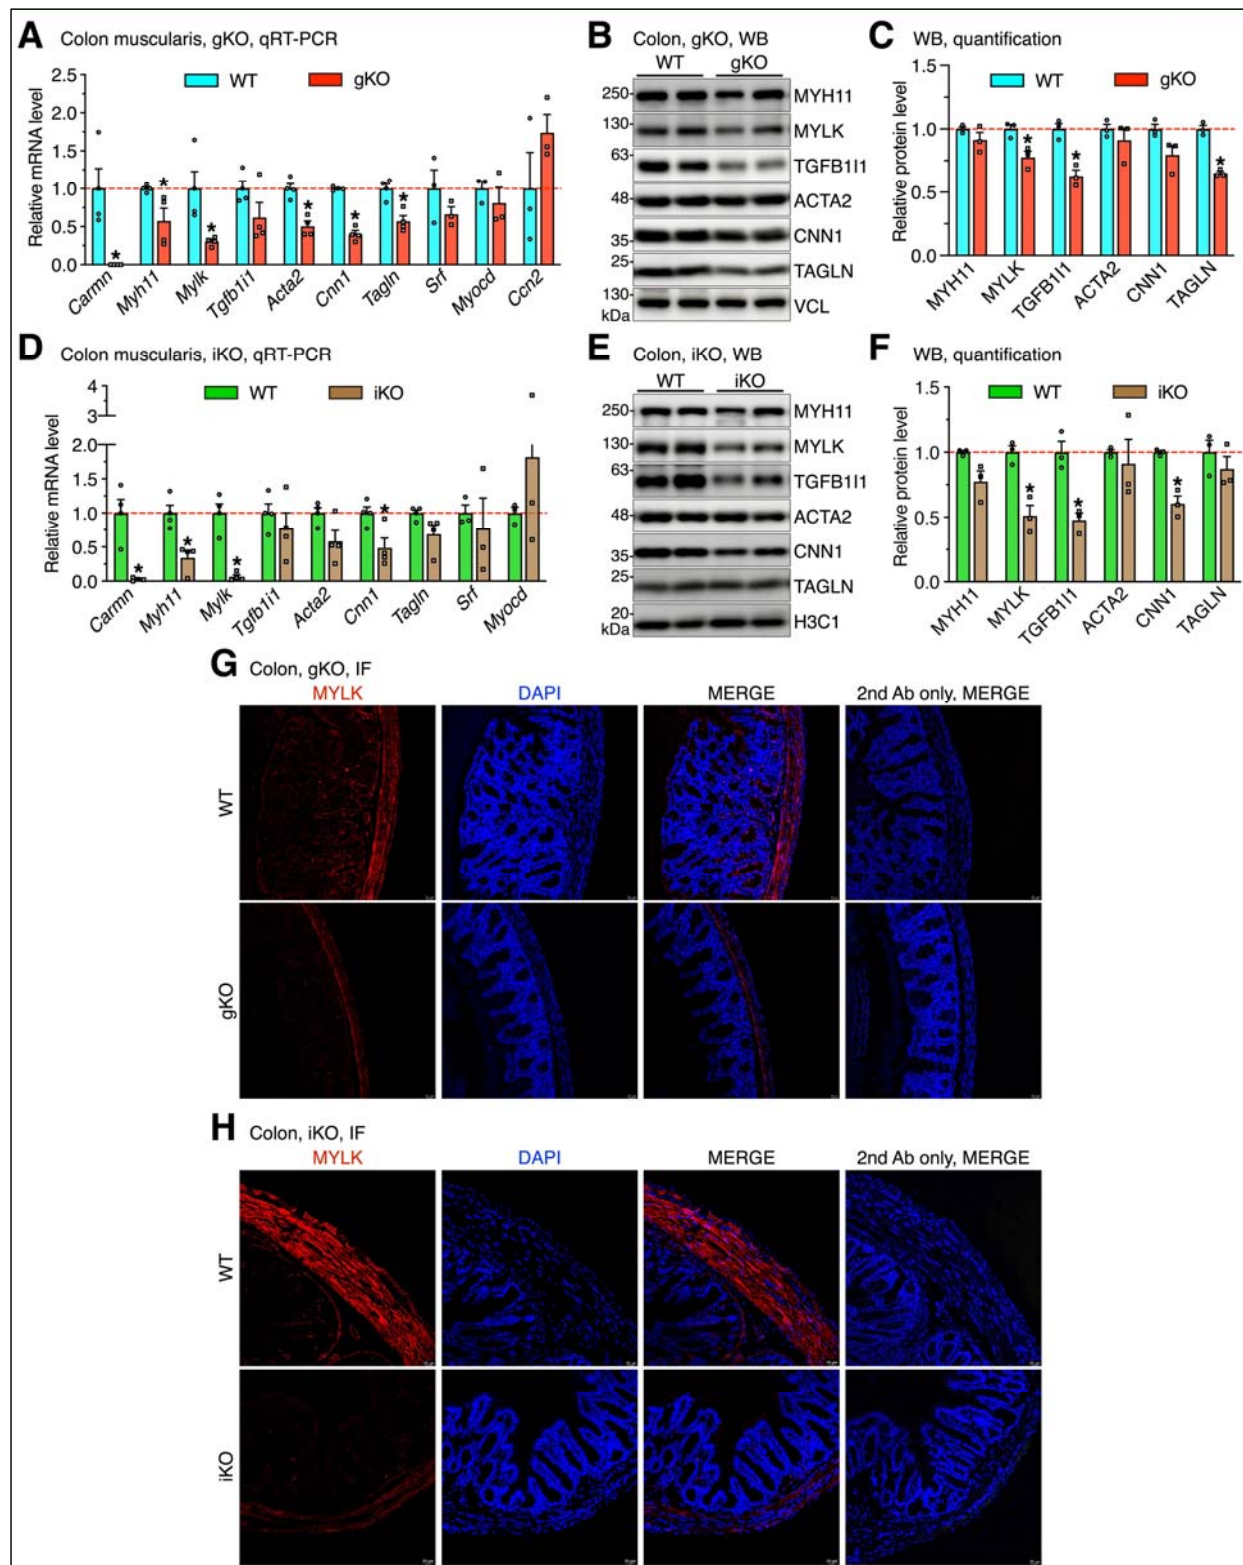 A Colon muscularis, gKO, qRT-PCR
WT gKO
Relative mRNA level
2.5
2.0
1.5
1.0
0.5
0.0
* * * * * *
Carmn Myh11 Mylk Tgfb1i1 Acta2 Cnn1 Tagln Srf Myocd Ccn2
B Colon, gKO, WB
WT gKO
250 MYH11
130 MYLK
63 TGFB1I1
48 ACTA2
35 CNN1
25 TAGLN
130 VCL
kDa
C WB, quantification
WT gKO
Relative protein level
1.5
1.0
0.5
0.0
* * *
MYH11 MYLK TGFB1I1 ACTA2 CNN1 TAGLN
D Colon muscularis, iKO, qRT-PCR
WT iKO
Relative mRNA level
4
3
2.0
1.5
1.0
0.5
0.0
* * * *
Carmn Myh11 Mylk Tgfb1i1 Acta2 Cnn1 Tagln Srf Myocd
E Colon, iKO, WB
WT iKO
250 MYH11
130 MYLK
63 TGFB1I1
48 ACTA2
35 CNN1
25 TAGLN
20 H3C1
kDa
F WB, quantification
WT iKO
Relative protein level
1.5
1.0
0.5
0.0
* * *
MYH11 MYLK TGFB1I1 ACTA2 CNN1 TAGLN
G Colon, gKO, IF
MYLK DAPI MERGE 2nd Ab only, MERGE
WT
gKO
H Colon, iKO, IF
MYLK DAPI MERGE 2nd Ab only, MERGE
WT
iKO